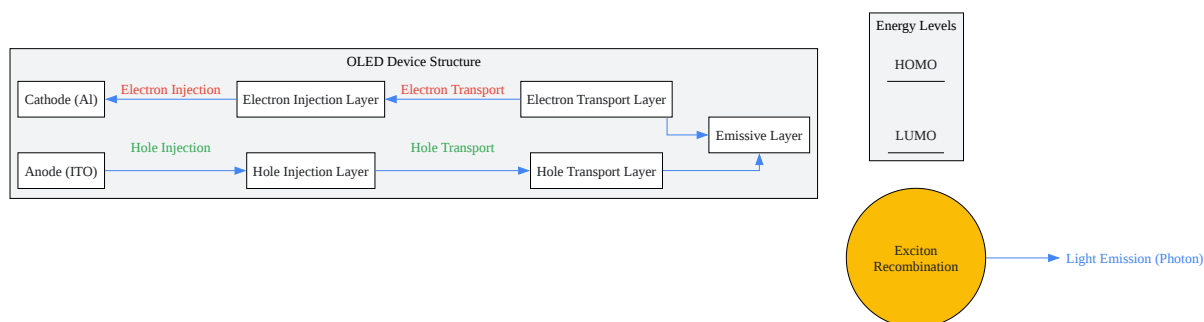 OLED Device Structure
Cathode (Al)
Electron Injection
Electron Injection Layer
Electron Transport
Electron Transport Layer
Emissive Layer
Anode (ITO)
Hole Injection
Hole Injection Layer
Hole Transport
Hole Transport Layer
Energy Levels
HOMO
LUMO
Exciton
Recombination
Light Emission (Photon)